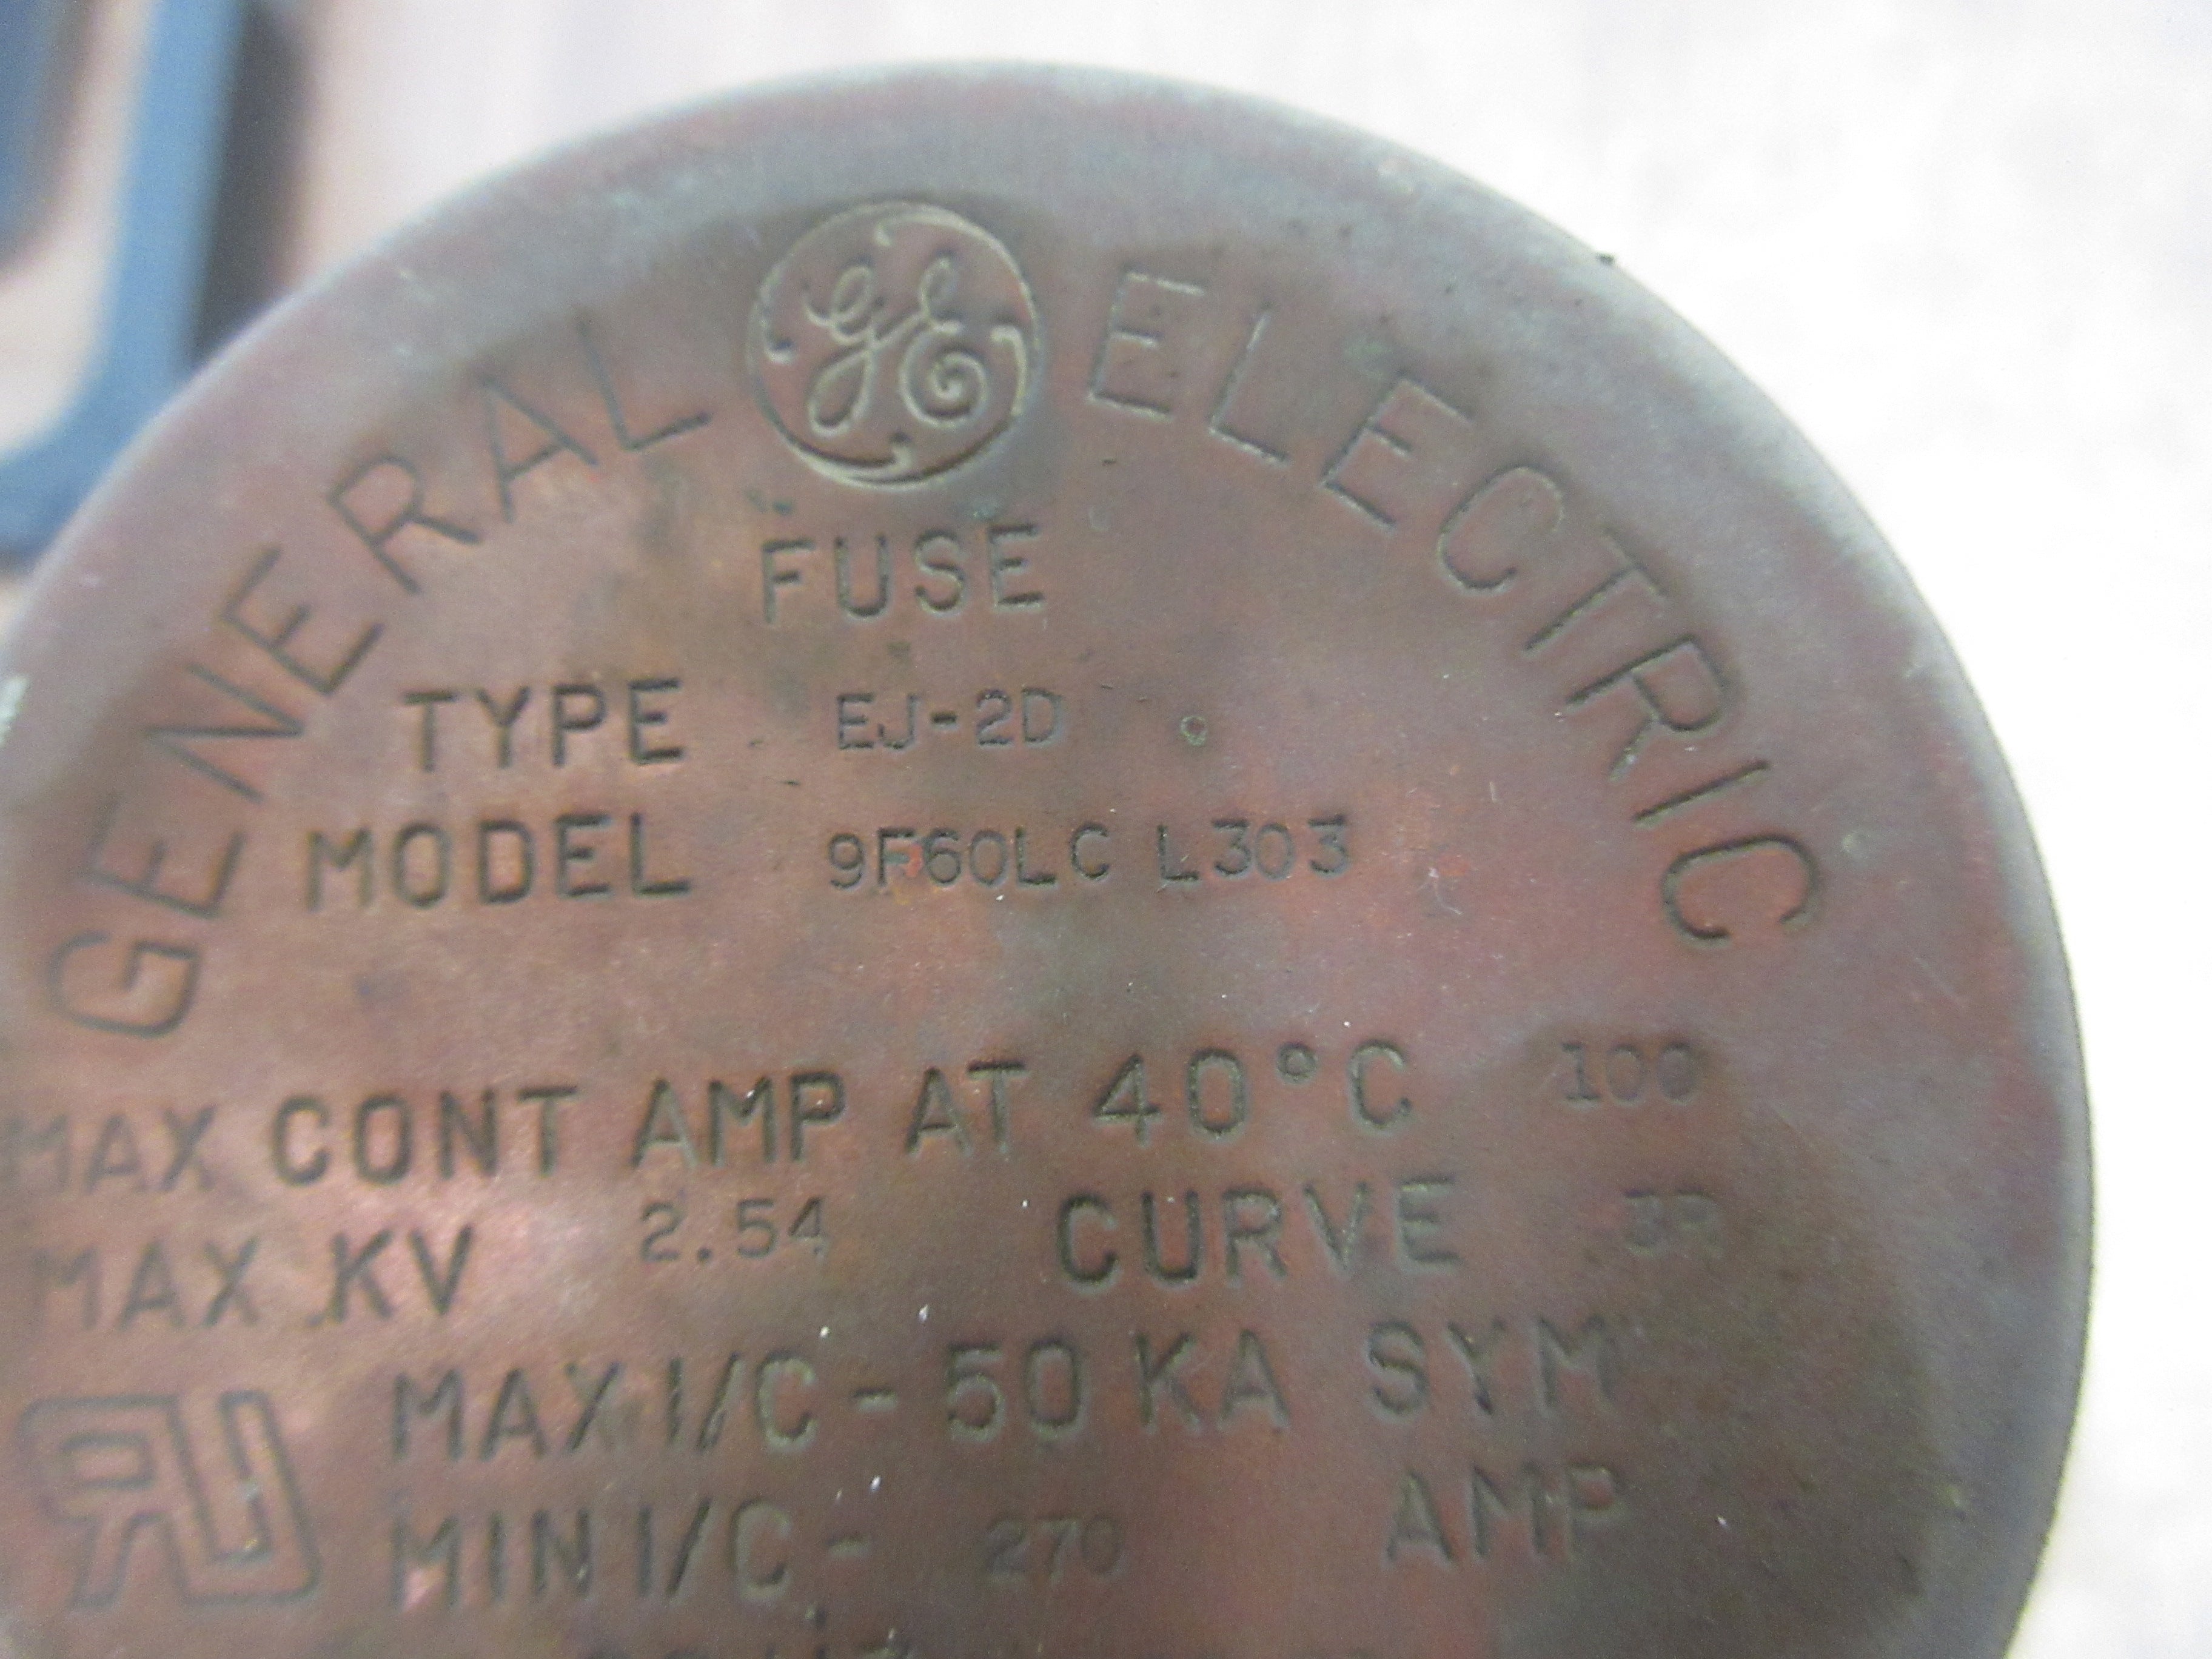 GENERAL GE ELECTRIC
FUSE
TYPE EJ-2D
MODEL 9F60LC L303
MAX CONT AMP AT 40°C 100
MAX KV 2.54 CURVE 3R
MAX I/C - 50 KA SYM
MIN I/C - 270 AMP